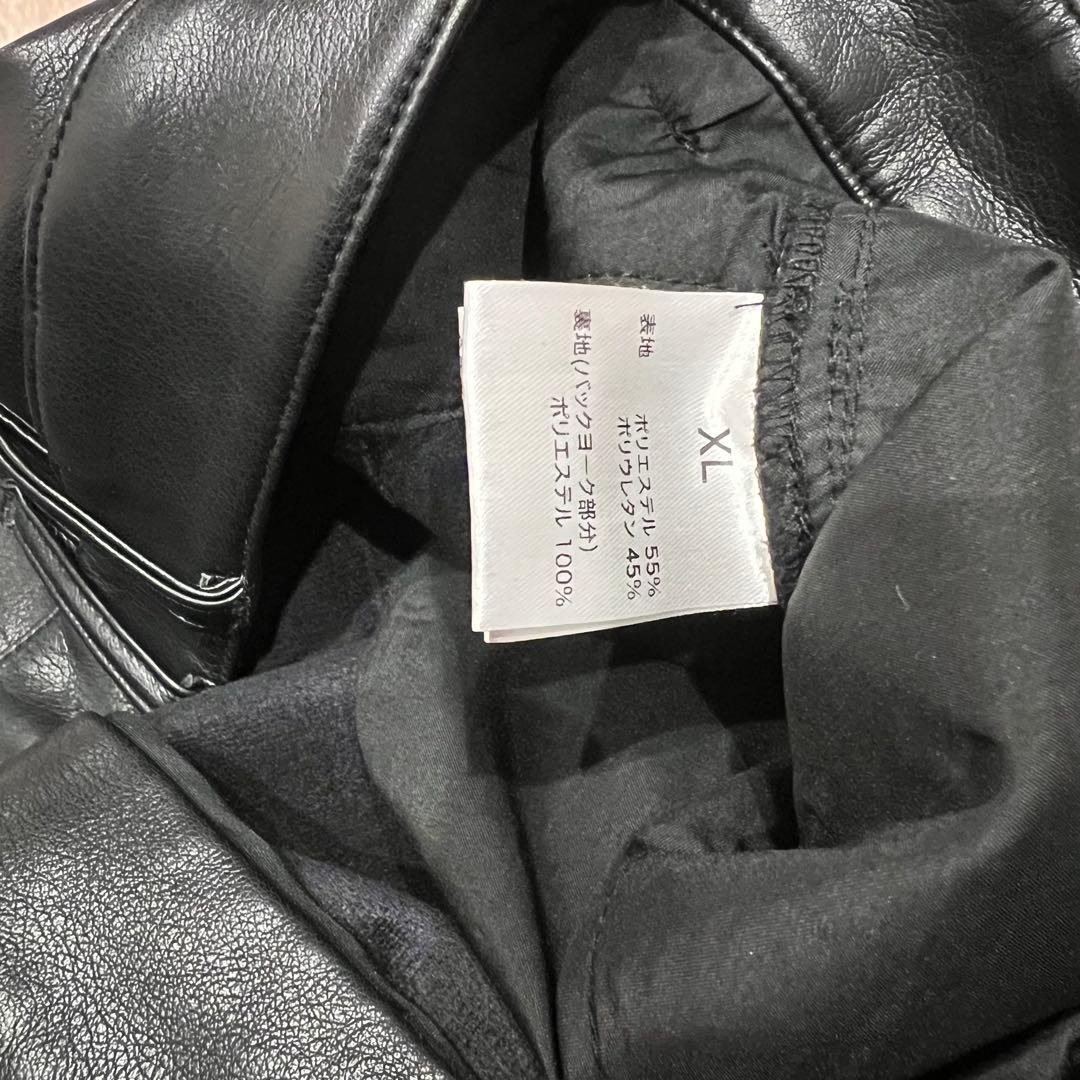 XL
表地 ポリエステル 55%
ポリウレタン 45%
裏地(バックヨーク部分)
ポリエステル 100%